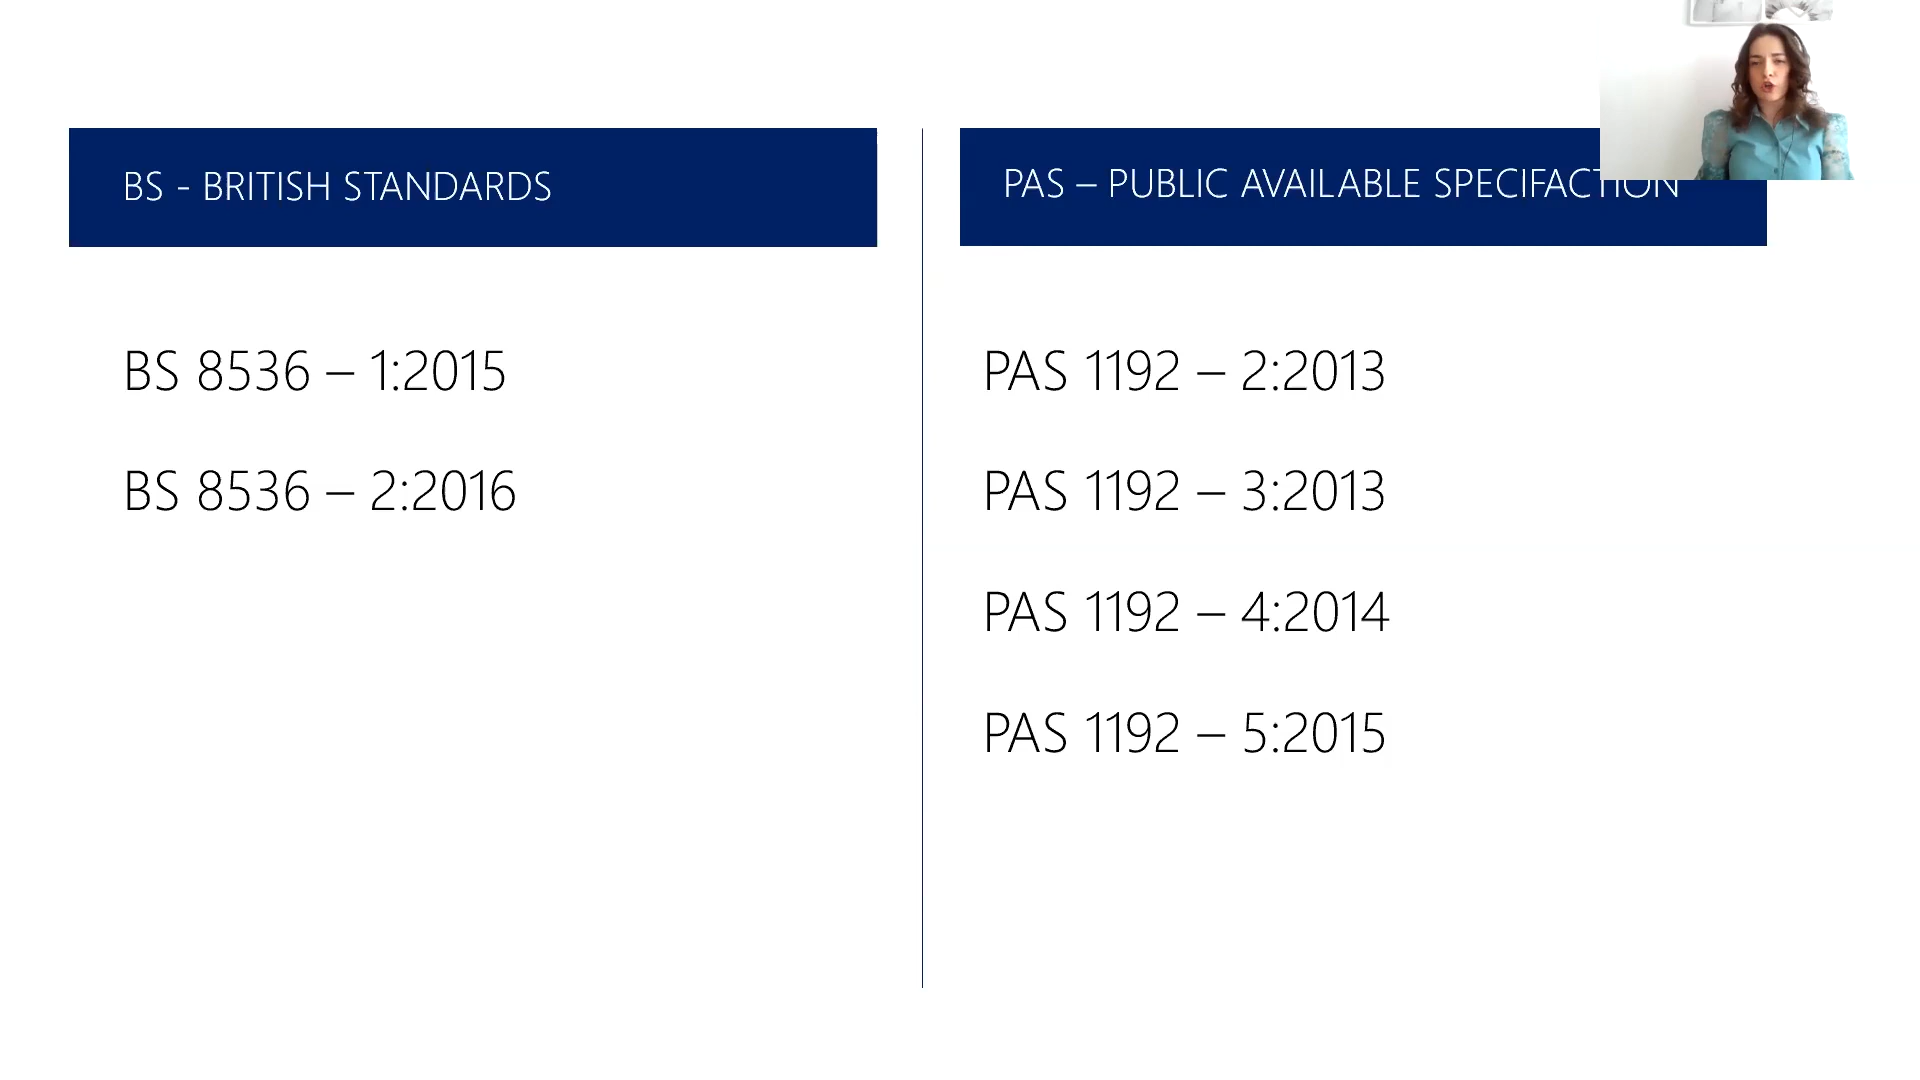 BS - BRITISH STANDARDS
BS 8536 – 1:2015
BS 8536 – 2:2016
PAS – PUBLIC AVAILABLE SPECIFACTION
PAS 1192 – 2:2013
PAS 1192 – 3:2013
PAS 1192 – 4:2014
PAS 1192 – 5:2015